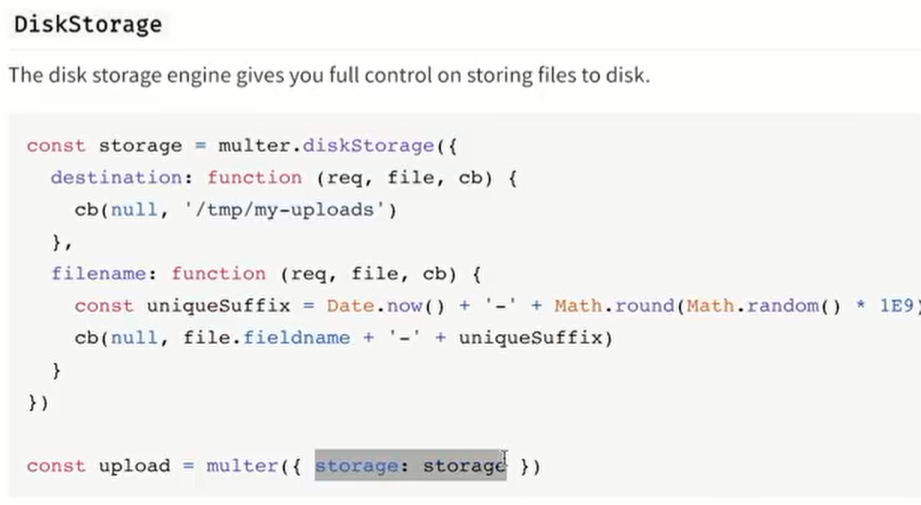 DiskStorage
The disk storage engine gives you full control on storing files to disk.
const storage = multer.diskStorage({
  destination: function (req, file, cb) {
    cb(null, '/tmp/my-uploads')
  },
  filename: function (req, file, cb) {
    const uniqueSuffix = Date.now() + '-' + Math.round(Math.random() * 1E9)
    cb(null, file.fieldname + '-' + uniqueSuffix)
  }
})
const upload = multer({ storage: storage })